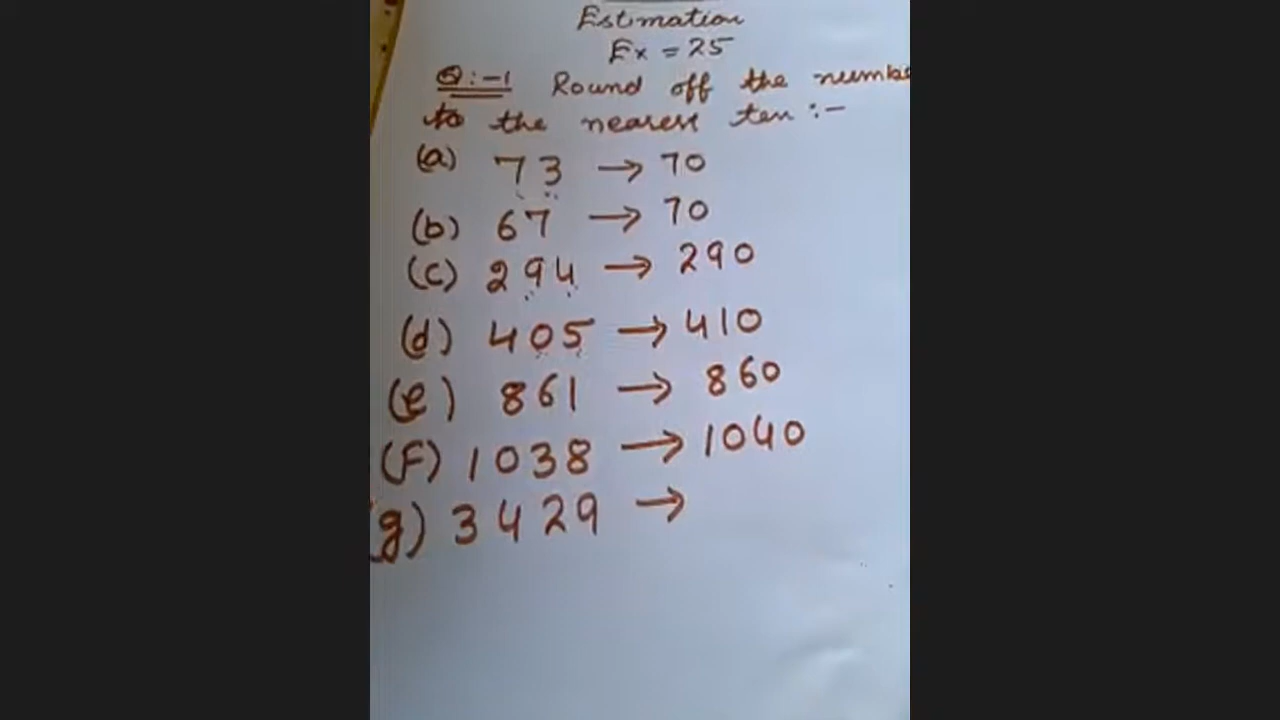 Estimation
Ex = 25
Q:-1 Round off the numbe
to the nearest ten :-
(a) 73 → 70
(b) 67 → 70
(c) 294 → 290
(d) 405 → 410
(e) 861 → 860
(F) 1038 → 1040
(g) 3429 →